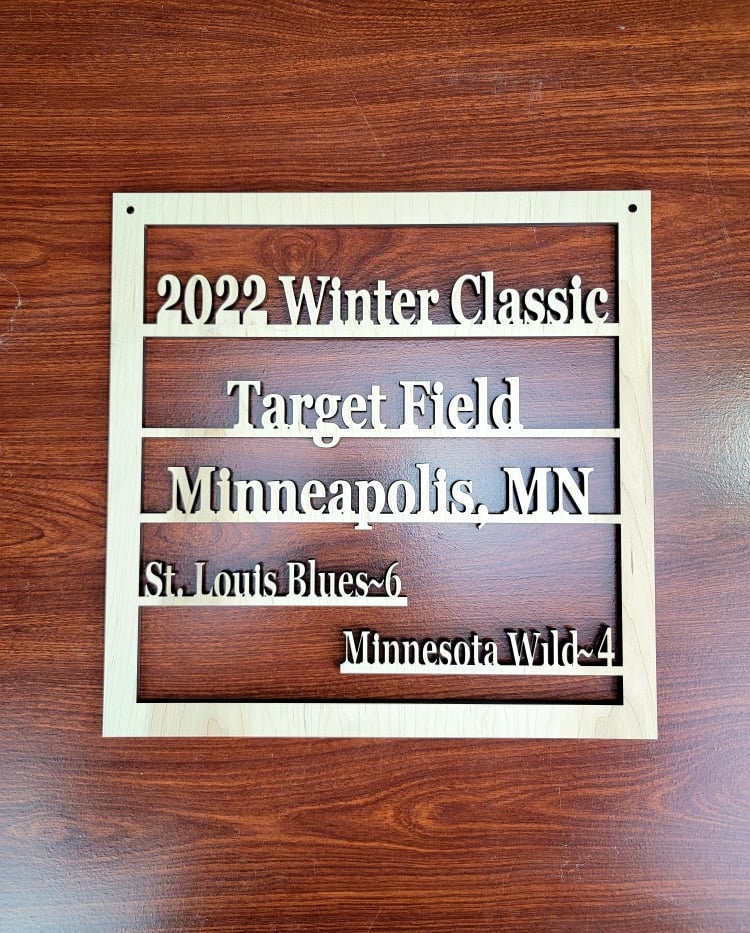 2022 Winter Classic
Target Field
Minneapolis, MN
St. Louis Blues~6
Minnesota Wild~4